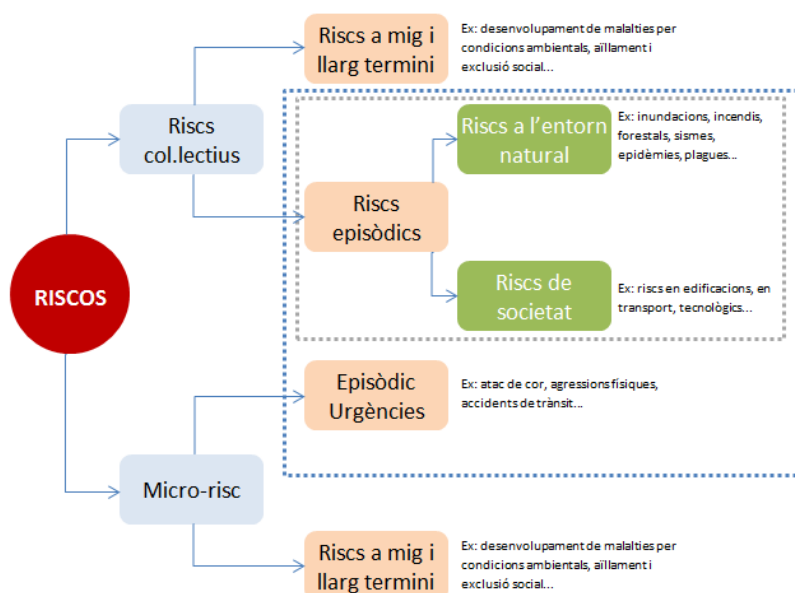 Riscs a mig i
llarg termini
Ex: desenvolupament de malalties per
condicions ambientals, aïllament i
exclusió social...
Riscs
col.lectius
Riscs a l'entorn
natural
Ex: inundacions, incendis,
forestals, sismes,
epidèmies, plagues...
Riscs
episòdics
RISCOS
Riscs de
societat
Ex: riscs en edificacions, en
transport, tecnològics...
Episòdic
Urgències
Ex: atac de cor, agressions físiques,
accidents de trànsit...
Micro-risc
Riscs a mig i
llarg termini
Ex: desenvolupament de malalties per
condicions ambientals, aïllament i
exclusió social...